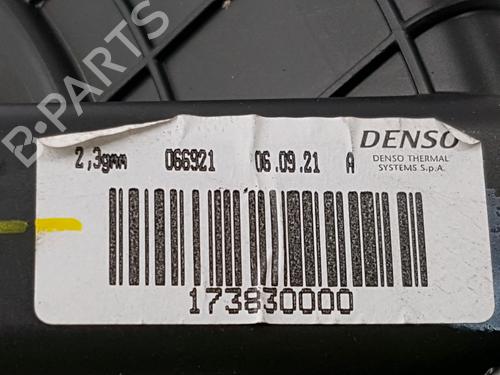 B-PARTS
2,3gmm 066921 06.09.21 A
DENSO
DENSO THERMAL
SYSTEMS S.p.A.
173830000